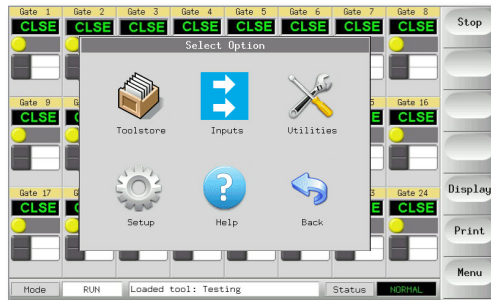 Gate 1 Gate 2 Gate 3 Gate 4 Gate 5 Gate 6 Gate 7 Gate 8
CLSE CLSE CLSE CLSE CLSE CLSE CLSE CLSE
Stop
Select Option
Toolstore Inputs Utilities
Gate 9 Gate 16
CLSE CLSE
Setup Help Back
Gate 17 Gate 24
CLSE CLSE
Display
Print
Menu
Mode RUN Loaded tool: Testing Status NORMAL